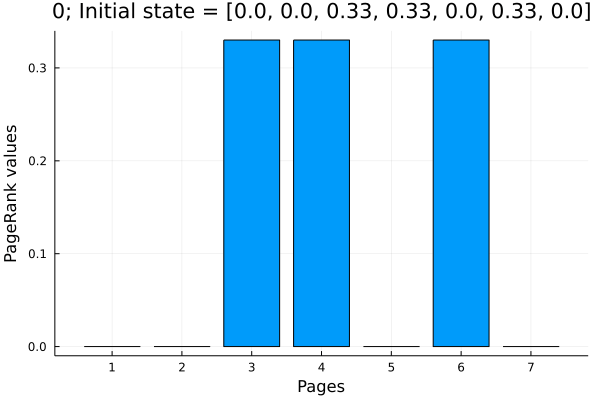 0; Initial state = [0.0, 0.0, 0.33, 0.33, 0.0, 0.33, 0.0]
PageRank values
0.3
0.2
0.1
0.0
1 2 3 4 5 6 7
Pages